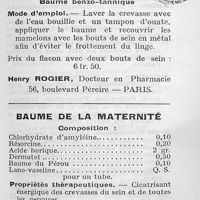 Baume benzo-tannique
Mode d'emploi. — Laver la crevasse avec
de l'eau bouillie et un tampon d'ouate,
appliquer le baume et recouvrir les
mamelons avec les bouts de sein en métal
afin d'éviter le frottement du linge.
Prix du flacon avec deux bouts de sein :
6 fr. 50.
Henry ROGIER, Docteur en Pharmacie
56, boulevard Péreire — PARIS.
BAUME DE LA MATERNITÉ
Composition :
Chlorhydrate d'amyléine 0,10
Résorcine 0,20
Acide borique 2 gr.
Dermatol 0,50
Baume du Pérou 0,10
Lano-vaseline Q. S.
pour un tube.
Propriétés thérapeutiques. — Cicatrisant
énergique des crevasses du sein et de toutes